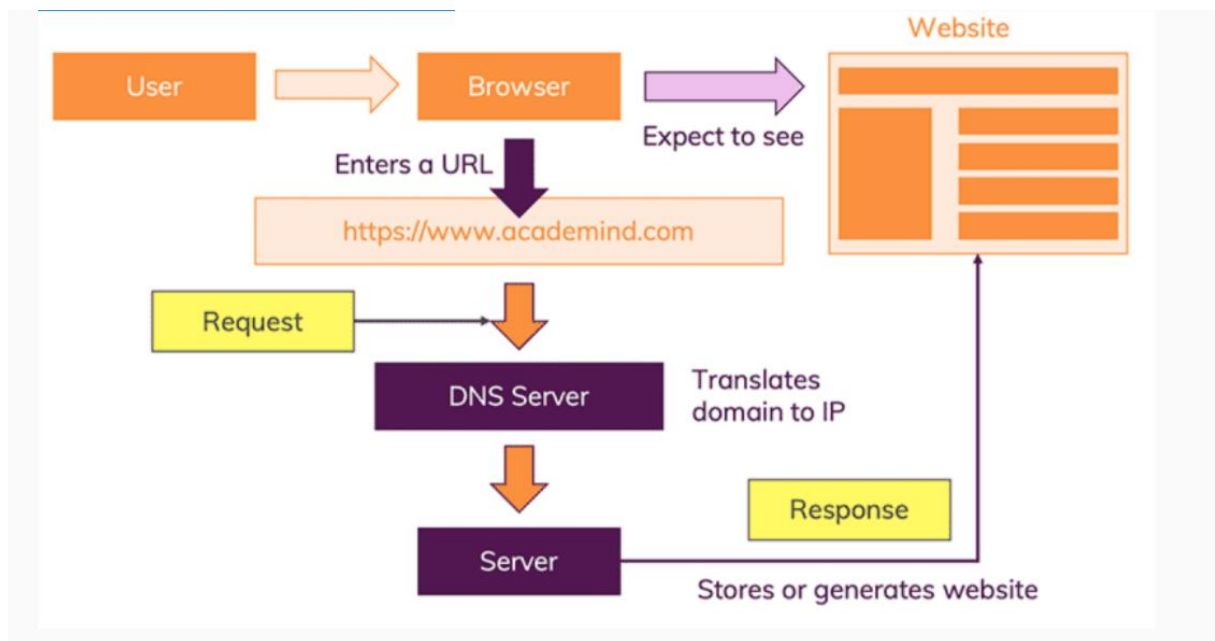 Website
User
Browser
Expect to see
Enters a URL
https://www.academind.com
Request
DNS Server
Translates
domain to IP
Response
Server
Stores or generates website